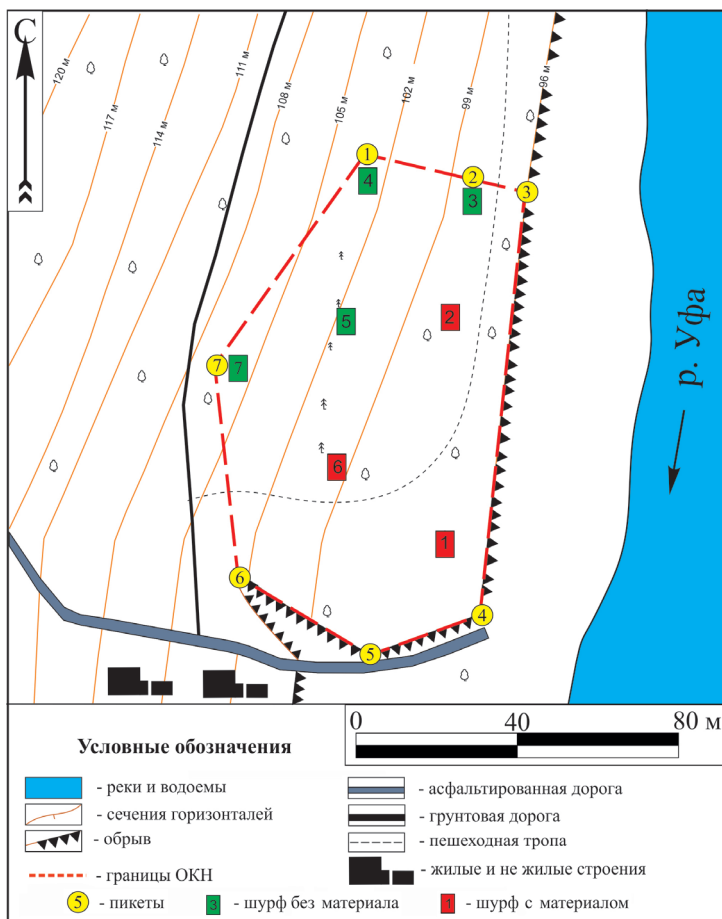 С
120 м
117 м
114 м
111 м
108 м
105 м
102 м
99 м
96 м
1
2
3
4
3
2
5
7
7
6
1
6
4
5
р. Уфа
0 40 80 м
Условные обозначения
- реки и водоемы
- сечения горизонталей
- обрыв
- границы ОКН
- асфальтированная дорога
- грунтовая дорога
- пешеходная тропа
- жилые и не жилые строения
5 - пикеты 3 - шурф без материала 1 - шурф с материалом